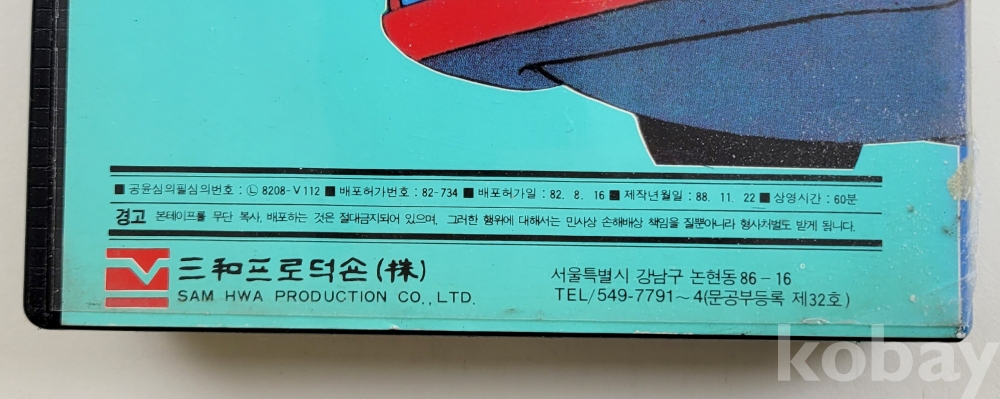 ■ 공윤심의필심의번호 : Ⓛ 8208-V112 ■ 배포허가번호 : 82-734 ■ 배포허가일 : 82. 8. 16 ■ 제작년월일 : 88. 11. 22 ■ 상영시간 : 60분
경고 본테이프를 무단 복사, 배포하는 것은 절대금지되어 있으며, 그러한 행위에 대해서는 민사상 손해배상 책임을 질뿐아니라 형사처벌도 받게 됩니다.
三和프로덕숀(株)
SAM HWA PRODUCTION CO., LTD.
서울특별시 강남구 논현동 86-16
TEL/549-7791~4(문공부등록 제32호)
kobay